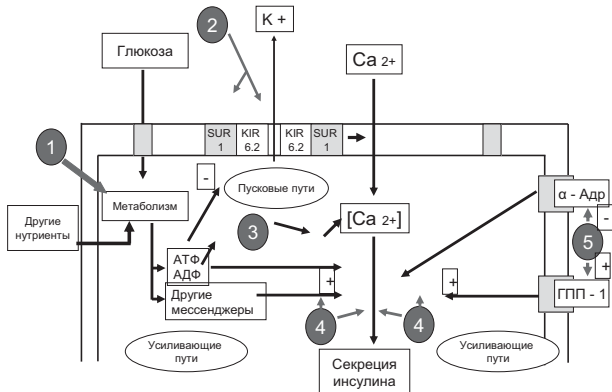 2
K +
Глюкоза
Ca 2+
SUR
1
KIR
6.2
KIR
6.2
SUR
1
1
-
Пусковые пути
α - Адр
Метаболизм
-
Другие
нутриенты
3
[Ca 2+]
5
АТФ
АДФ
+
+
+
Другие
мессенджеры
ГПП - 1
4
4
Усиливающие
пути
Усиливающие
пути
Секреция
инсулина